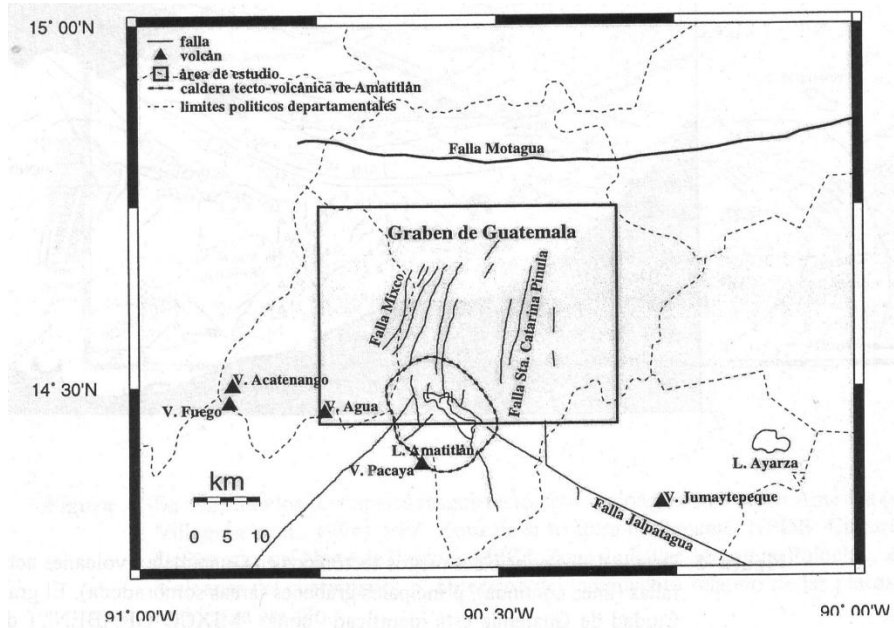 15° 00'N
falla
volcán
área de estudio
caldera tecto-volcánica de Amatitlán
limites politicos departamentales
Falla Motagua
Graben de Guatemala
Falla Mixco
Falla Sta. Catarina Pinula
14° 30'N
V. Acatenango
V. Fuego
V. Agua
L. Amatitlán
V. Pacaya
L. Ayarza
km
0 5 10
V. Jumaytepeque
Falla Jalpatagua
91° 00'W
90° 30'W
90° 00'W